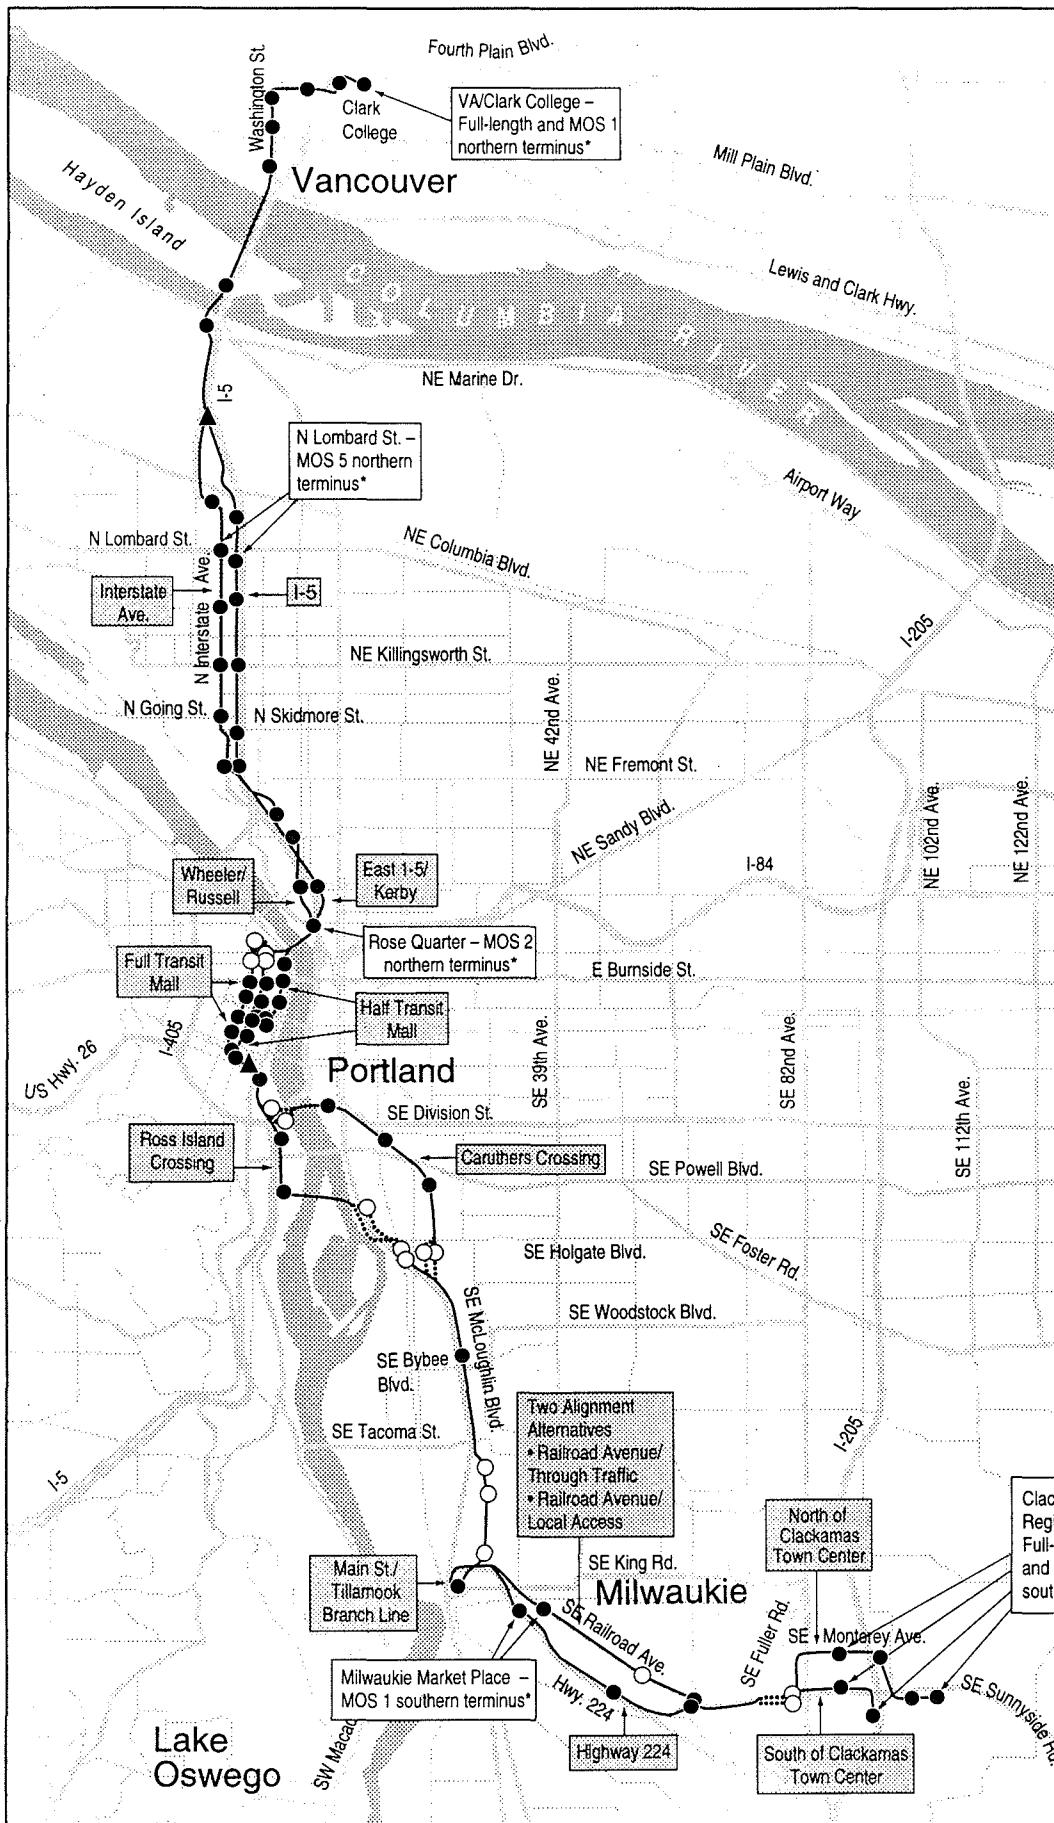 Fourth Plain Blvd.
Washington St.
Clark
College
VA/Clark College –
Full-length and MOS 1
northern terminus*
Mill Plain Blvd.
Vancouver
Hayden Island
Lewis and Clark Hwy.
COLUMBIA RIVER
NE Marine Dr.
I-5
N Lombard St. –
MOS 5 northern
terminus*
Airport Way
N Lombard St.
NE Columbia Blvd.
Interstate
Ave.
N Interstate Ave.
I-5
I-205
NE Killingsworth St.
N Going St.
N Skidmore St.
NE 42nd Ave.
NE Fremont St.
NE Sandy Blvd.
NE 102nd Ave.
NE 122nd Ave.
I-84
Wheeler/
Russell
East 1-5/
Kerby
Rose Quarter – MOS 2
northern terminus*
Full Transit
Mall
E Burnside St.
Half Transit
Mall
I-405
US Hwy. 26
Portland
SE 39th Ave.
SE 82nd Ave.
SE 112th Ave.
SE Division St.
Ross Island
Crossing
Caruthers Crossing
SE Powell Blvd.
SE Holgate Blvd.
SE Foster Rd.
SE McLoughlin Blvd.
SE Woodstock Blvd.
SE Bybee
Blvd.
SE Tacoma St.
Two Alignment
Alternatives
• Railroad Avenue/
Through Traffic
• Railroad Avenue/
Local Access
I-205
I-5
North of
Clackamas
Town Center
Clac
Regi
Full-
and
sout
Main St./
Tillamook
Branch Line
SE King Rd.
Milwaukie
SE Railroad Ave.
SE Fuller Rd.
SE Monterey Ave.
SE Sunnyside Rd.
Milwaukie Market Place –
MOS 1 southern terminus*
Hwy. 224
Highway 224
South of Clackamas
Town Center
Lake
Oswego
SW Macad